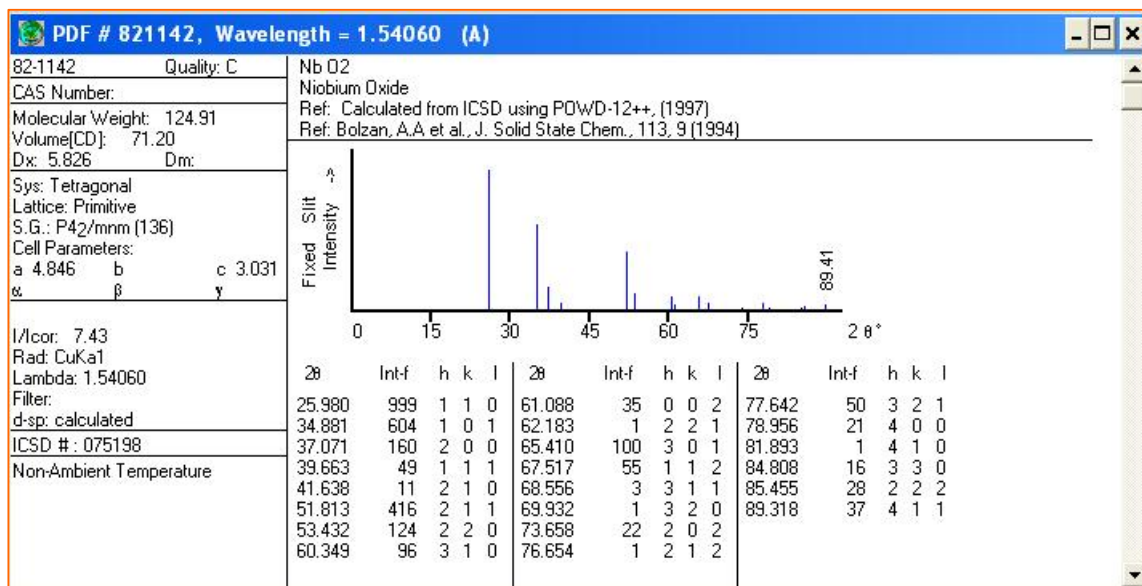 PDF # 821142, Wavelength = 1.54060 (A)
82-1142 Quality: C
CAS Number:
Molecular Weight: 124.91
Volume[CD]: 71.20
Dx: 5.826 Dm:
Sys: Tetragonal
Lattice: Primitive
S.G.: P42/mnm (136)
Cell Parameters:
a 4.846 b c 3.031
α β γ
I/Icor: 7.43
Rad: CuKa1
Lambda: 1.54060
Filter:
d-sp: calculated
ICSD # : 075198
Non-Ambient Temperature
Nb O2
Niobium Oxide
Ref: Calculated from ICSD using POWD-12++, (1997)
Ref: Bolzan, A.A et al., J. Solid State Chem., 113, 9 (1994)
Fixed Slit
Intensity ->
89.41
0 15 30 45 60 75 2 θ °
2θ Int-f h k l 2θ Int-f h k l 2θ Int-f h k l
25.980 999 1 1 0 61.088 35 0 0 2 77.642 50 3 2 1
34.881 604 1 0 1 62.183 1 2 2 1 78.956 21 4 0 0
37.071 160 2 0 0 65.410 100 3 0 1 81.893 1 4 1 0
39.663 49 1 1 1 67.517 55 1 1 2 84.808 16 3 3 0
41.638 11 2 1 0 68.556 3 3 1 1 85.455 28 2 2 2
51.813 416 2 1 1 69.932 1 3 2 0 89.318 37 4 1 1
53.432 124 2 2 0 73.658 22 2 0 2
60.349 96 3 1 0 76.654 1 2 1 2